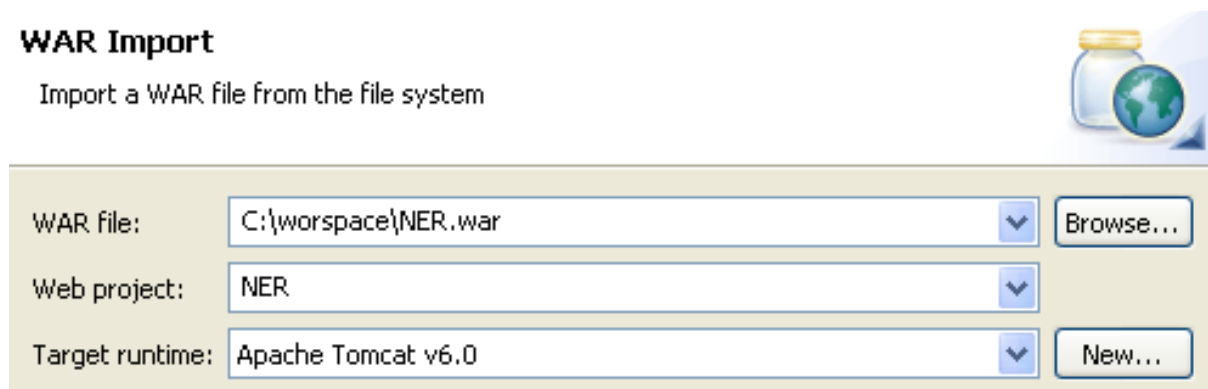 WAR Import
Import a WAR file from the file system
WAR file: C:\worspace\NER.war Browse...
Web project: NER
Target runtime: Apache Tomcat v6.0 New...